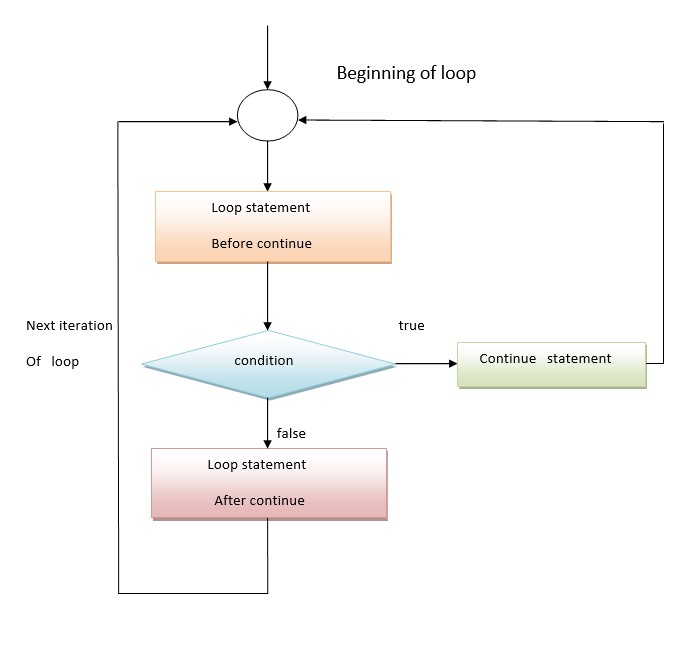 Beginning of loop
Loop statement
Before continue
Next iteration
Of loop
true
condition
Continue statement
false
Loop statement
After continue